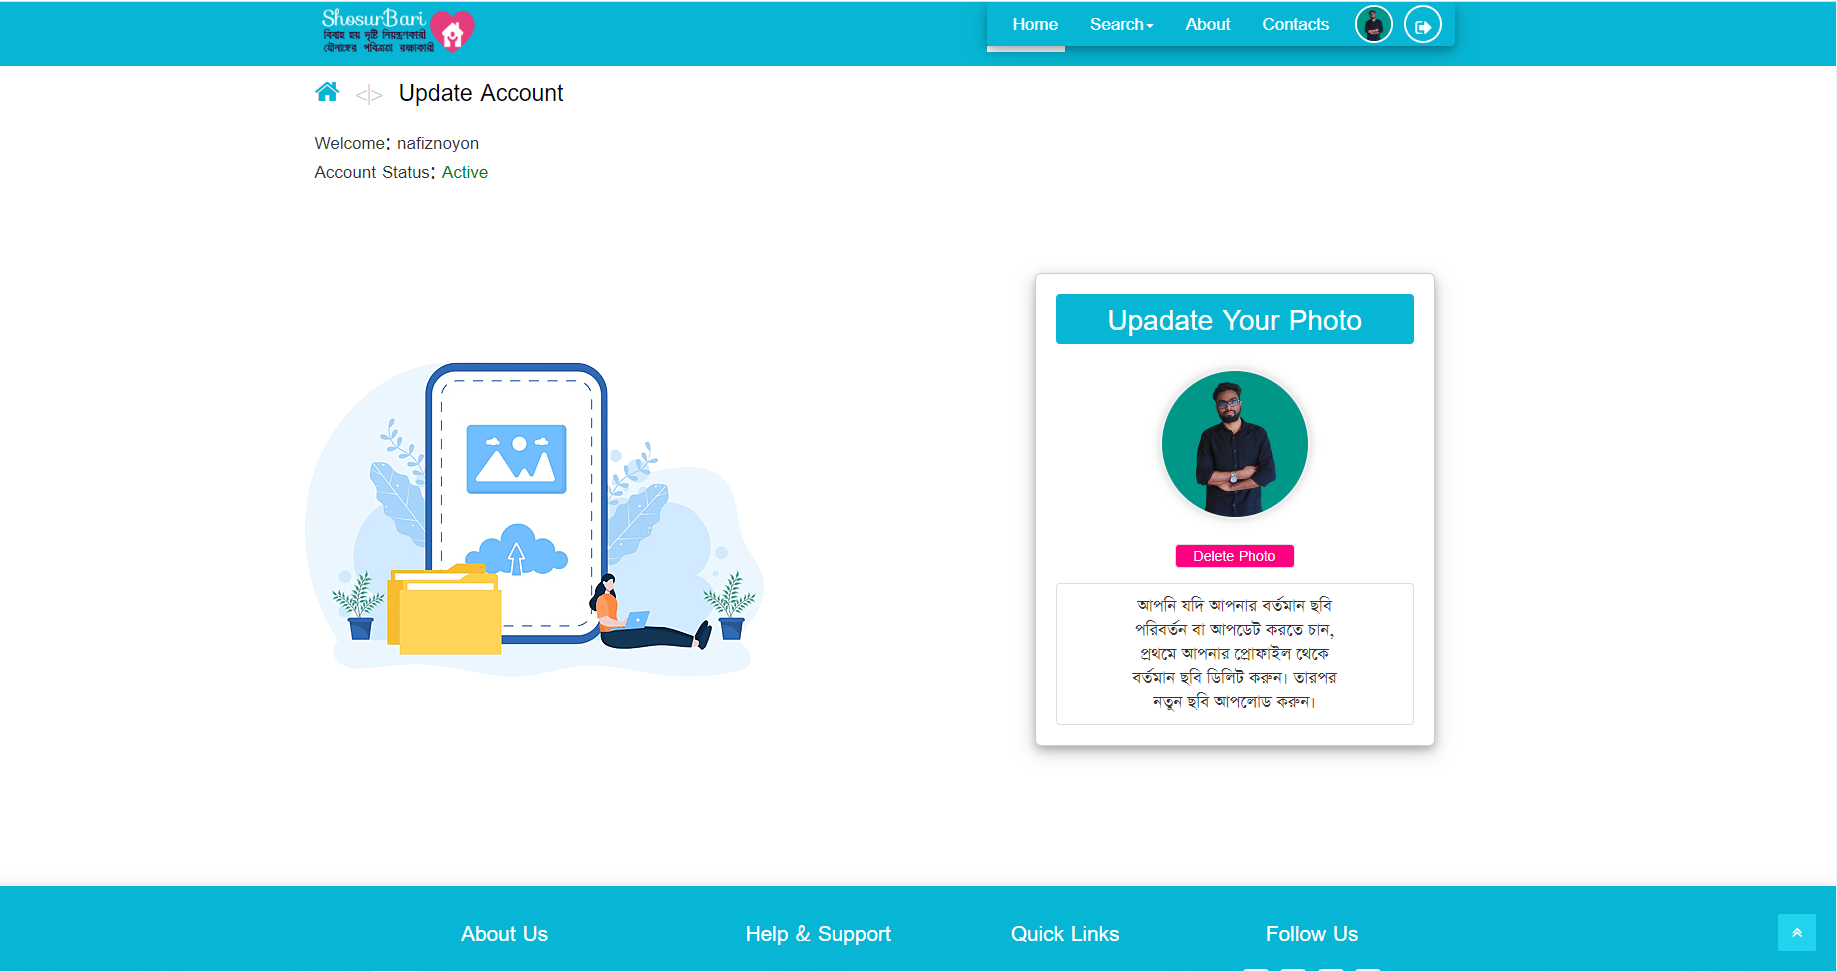 ShosurBari
বিবাহ হয় দৃষ্টি নিয়ন্ত্রণকারী
যৌনাঙ্গের পবিত্রতা রক্ষাকারী
Home Search About Contacts
Update Account
Welcome: nafiznoyon
Account Status: Active
Upadate Your Photo
Delete Photo
আপনি যদি আপনার বর্তমান ছবি
পরিবর্তন বা আপডেট করতে চান,
প্রথমে আপনার প্রোফাইল থেকে
বর্তমান ছবি ডিলিট করুন। তারপর
নতুন ছবি আপলোড করুন।
About Us Help & Support Quick Links Follow Us